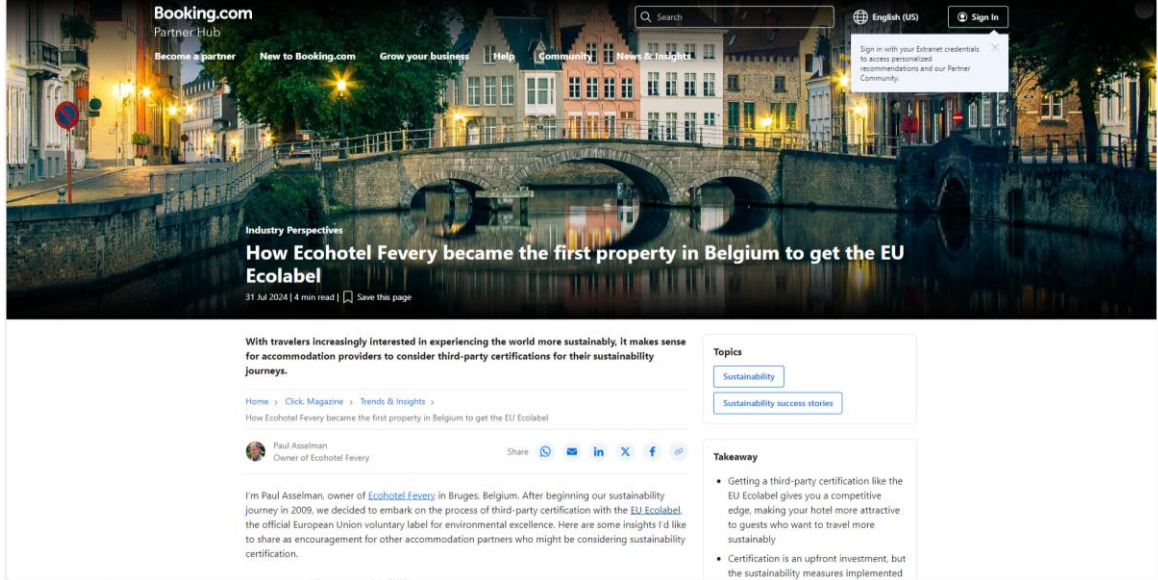 Booking.com
Partner Hub
Search
English (US)
Sign In
Become a partner
New to Booking.com
Grow your business
Help
Community
News & Insights
Sign in with your Extranet credentials
to access personalized
recommendations and our Partner
Community.
Industry Perspectives
How Ecohotel Fevery became the first property in Belgium to get the EU
Ecolabel
31 Jul 2024 | 4 min read | Save this page
With travelers increasingly interested in experiencing the world more sustainably, it makes sense
for accommodation providers to consider third-party certifications for their sustainability
journeys.
Home > Click. Magazine > Trends & Insights >
How Ecohotel Fevery became the first property in Belgium to get the EU Ecolabel
Paul Asselman
Owner of Ecohotel Fevery
Share
I'm Paul Asselman, owner of Ecohotel Fevery in Bruges, Belgium. After beginning our sustainability
journey in 2009, we decided to embark on the process of third-party certification with the EU Ecolabel,
the official European Union voluntary label for environmental excellence. Here are some insights I'd like
to share as encouragement for other accommodation partners who might be considering sustainability
certification.
Topics
Sustainability
Sustainability success stories
Takeaway
• Getting a third-party certification like the
EU Ecolabel gives you a competitive
edge, making your hotel more attractive
to guests who want to travel more
sustainably
• Certification is an upfront investment, but
the sustainability measures implemented